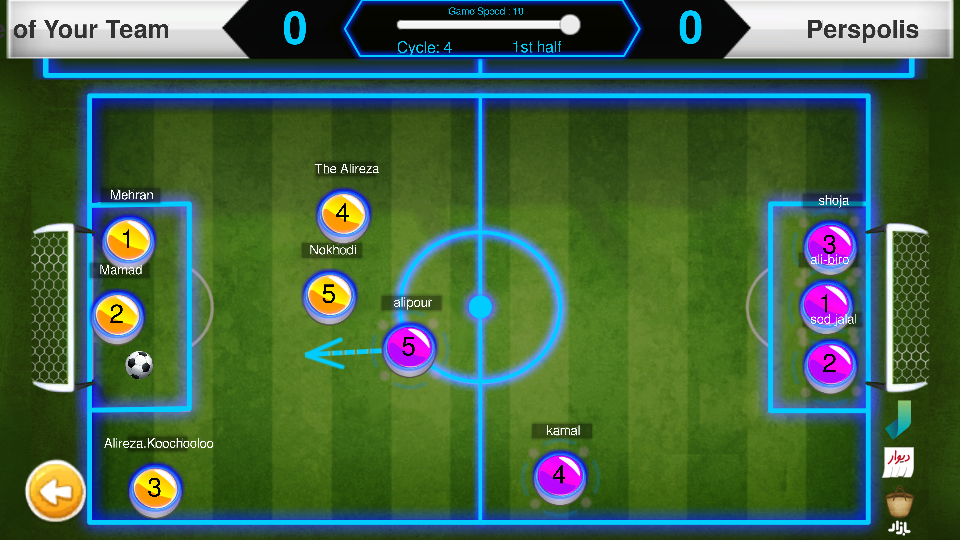 of Your Team
0
Game Speed : 10
Cycle: 4
1st half
0
Perspolis
The Alireza
4
Mehran
1
shoja
3
Nokhodi
5
ali-biro
1
Mamad
2
alipour
5
sed jalal
2
kamal
4
Alireza.Koochooloo
3
دیوار
بازار